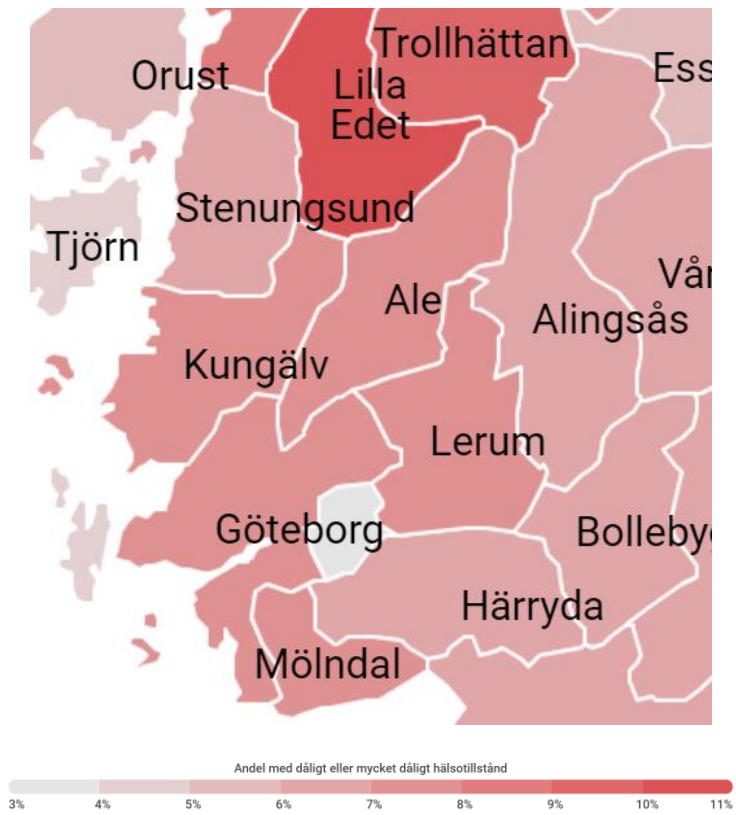 Trollhättan
Orust
Ess
Lilla
Edet
Stenungsund
Tjörn
Vår
Ale
Alingsås
Kungälv
Lerum
Göteborg
Ielleby
Härryda
Mölndal
Andel med dåligt eller mycket dåligt hälsotillstånd
3% 4% 5% 6% 7% 8% 9% 10% 11%